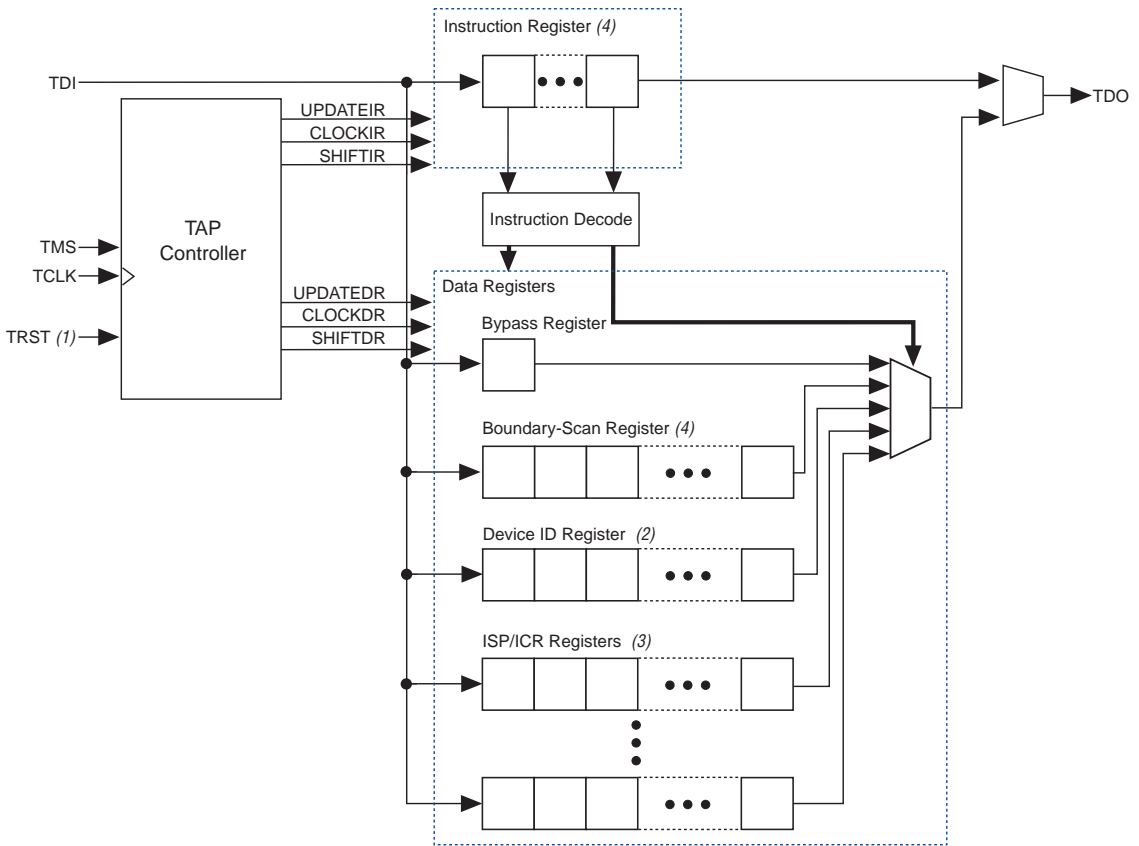 Instruction Register (4)
TDI
TDO
UPDATEIR
CLOCKIR
SHIFTIR
TAP
Controller
Instruction Decode
TMS
TCLK
TRST (1)
Data Registers
UPDATEDR
CLOCKDR
SHIFTDR
Bypass Register
Boundary-Scan Register (4)
Device ID Register (2)
ISP/ICR Registers (3)